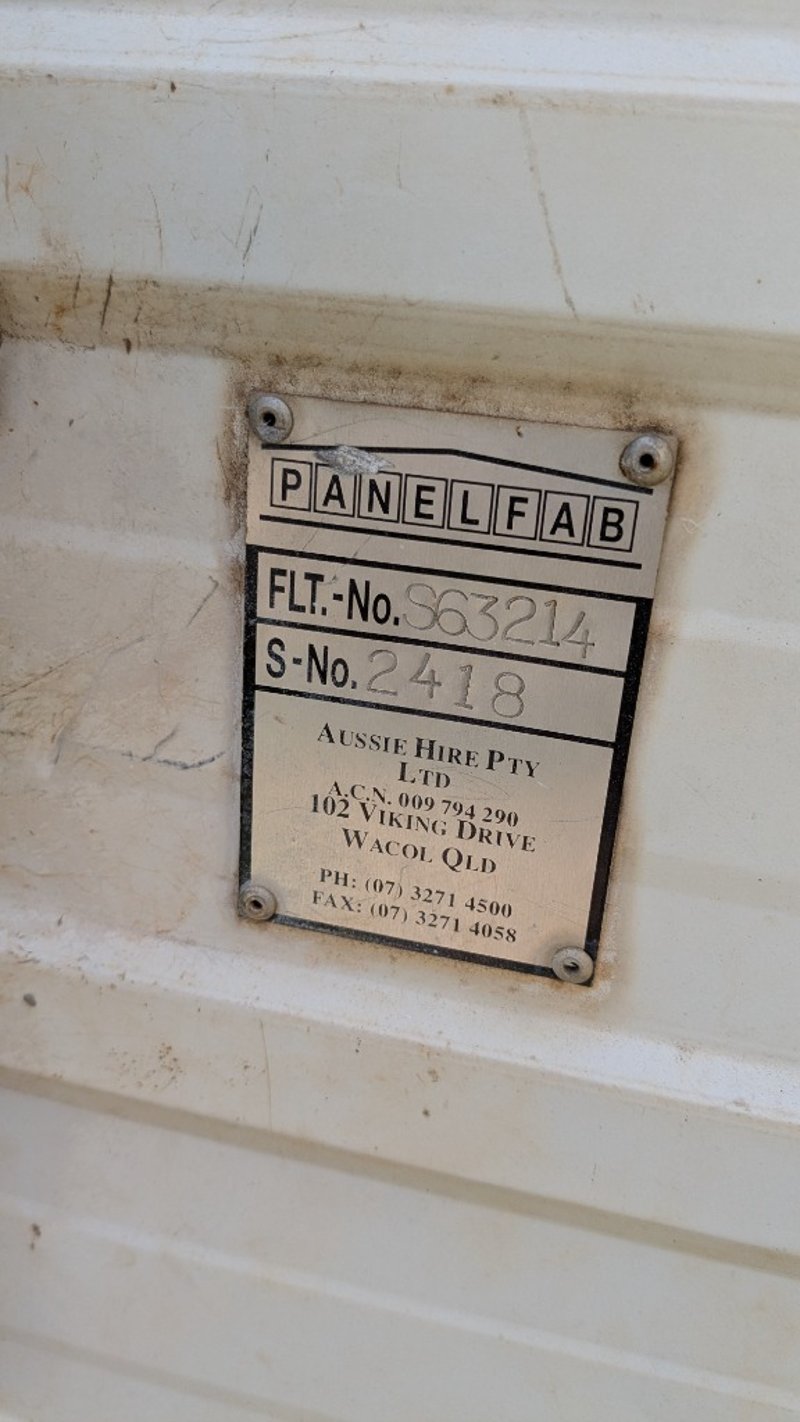 PANELFAB
FLT.-No. S63214
S-No. 2418
AUSSIE HIRE PTY
LTD
A.C.N. 009 794 290
102 VIKING DRIVE
WACOL QLD
PH: (07) 3271 4500
FAX: (07) 3271 4058